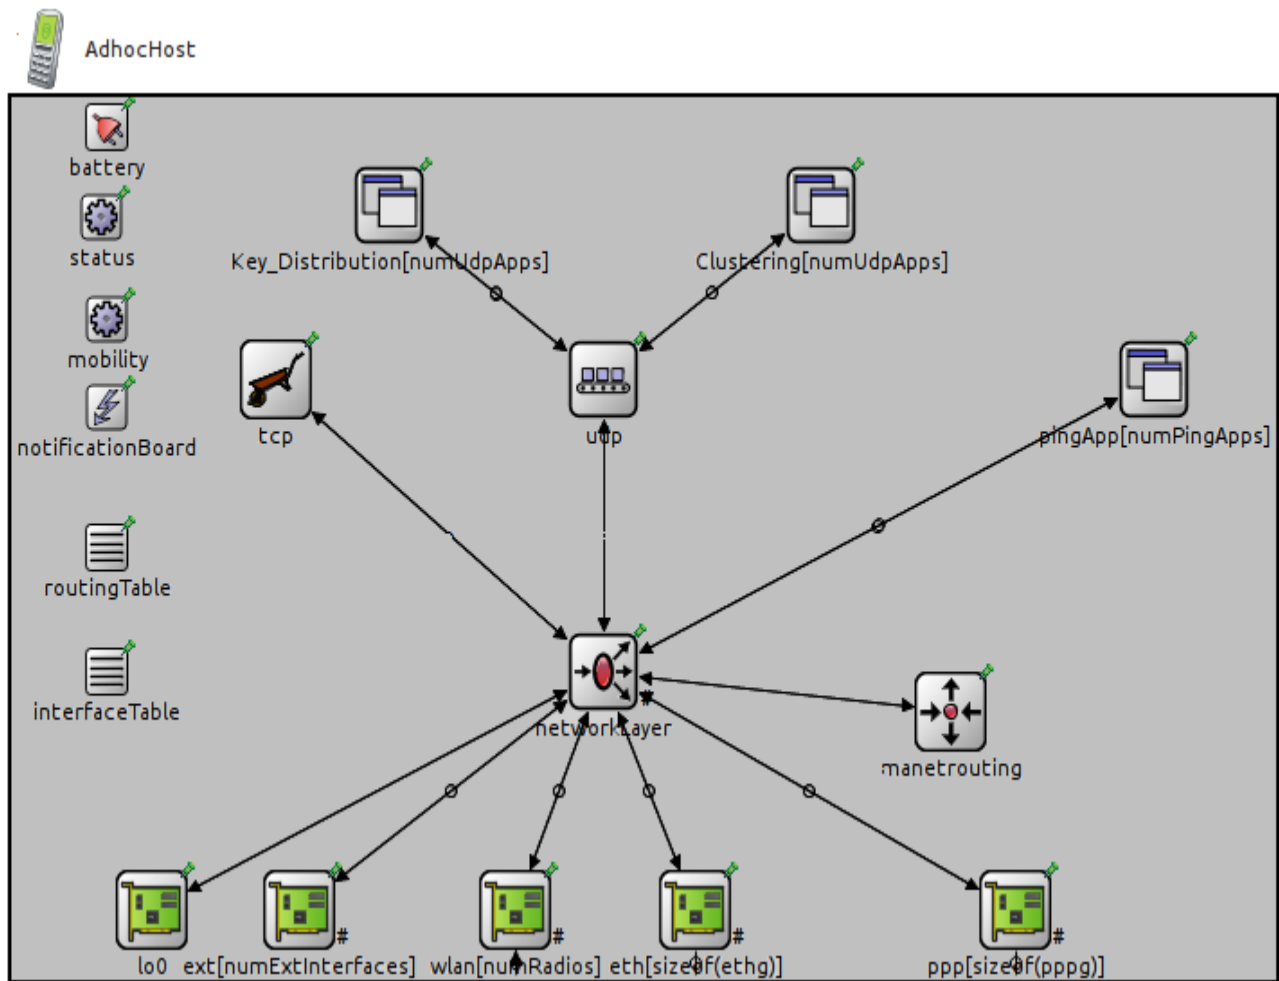 AdhocHost
battery
status
Key_Distribution[numUdpApps]
Clustering[numUdpApps]
mobility
notificationBoard
tcp
udp
pingApp[numPingApps]
routingTable
interfaceTable
networkLayer
#
manetrouting
# # # #
lo0 ext[numExtInterfaces] wlan[numRadios] eth[sizeof(ethg)] ppp[sizeof(pppg)]